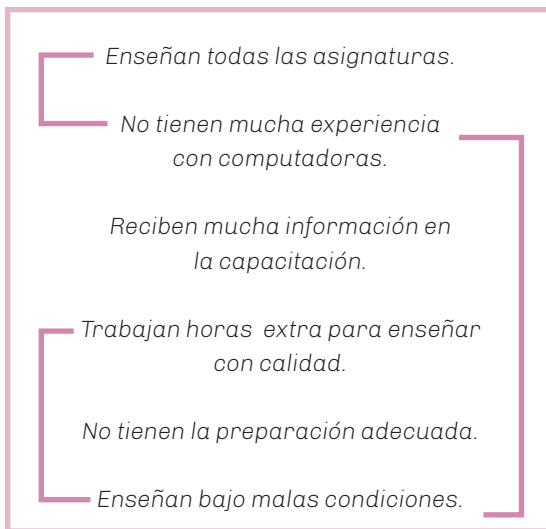 Enseñan todas las asignaturas.
No tienen mucha experiencia
con computadoras.
Reciben mucha información en
la capacitación.
Trabajan horas extra para enseñar
con calidad.
No tienen la preparación adecuada.
Enseñan bajo malas condiciones.